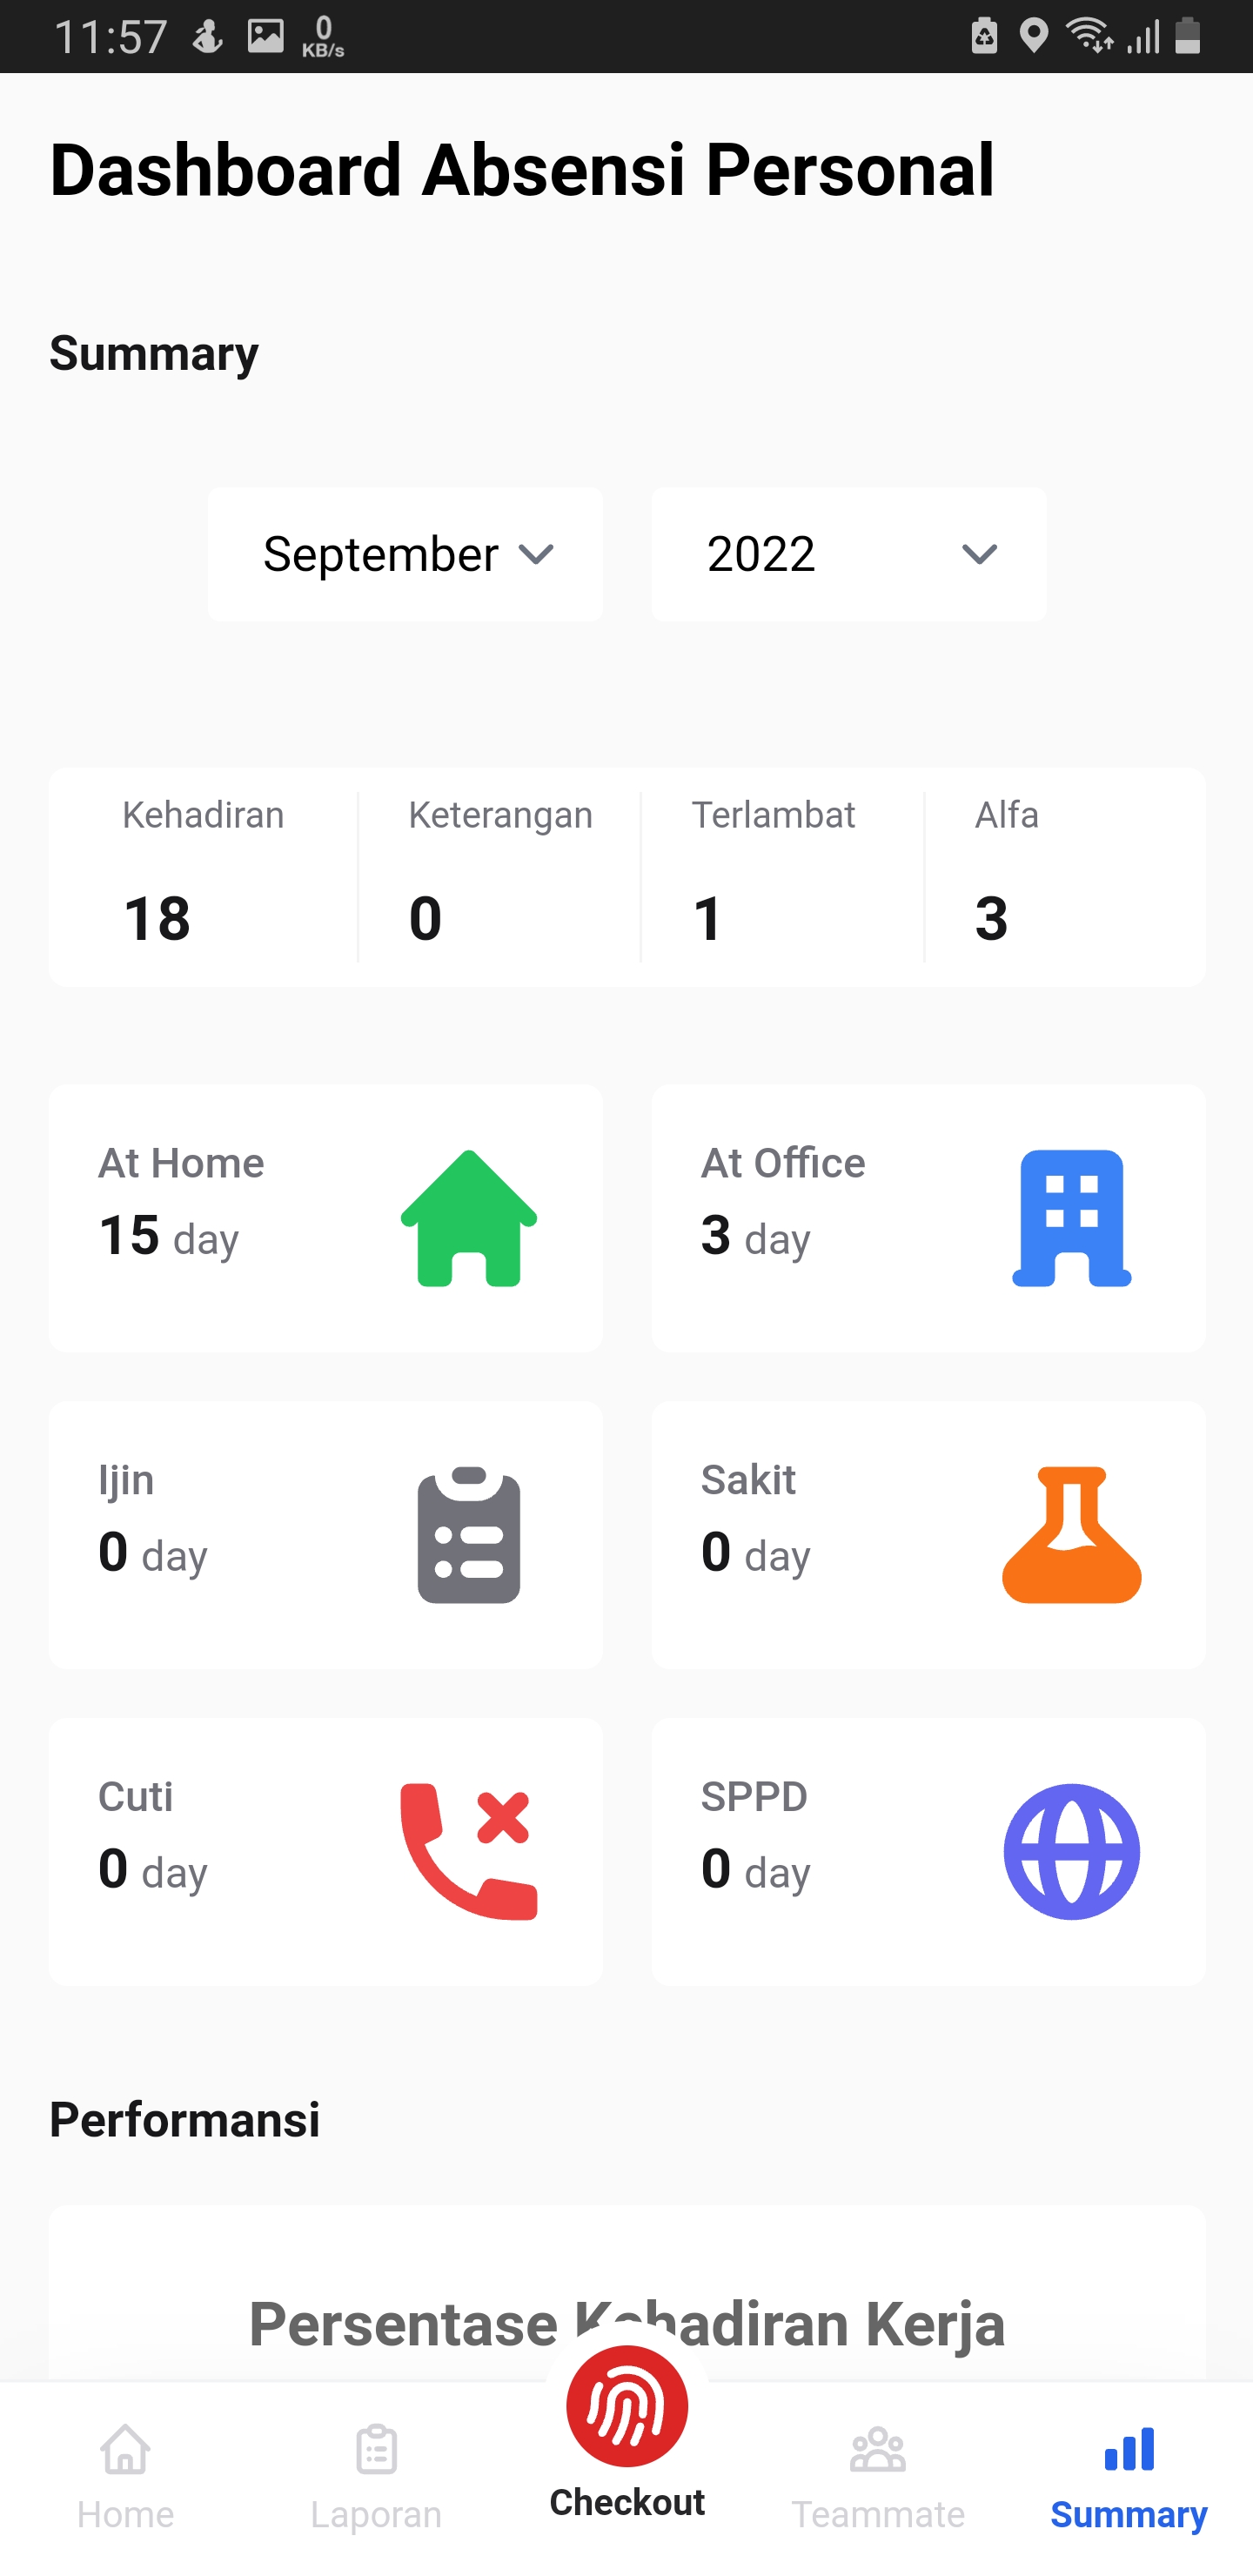 11:57 0 KB/s
Dashboard Absensi Personal
Summary
September 2022
Kehadiran Keterangan Terlambat Alfa
18 0 1 3
At Home At Office
15 day 3 day
Ijin Sakit
0 day 0 day
Cuti SPPD
0 day 0 day
Performansi
Persentase Kehadiran Kerja
Home Laporan Checkout Teammate Summary